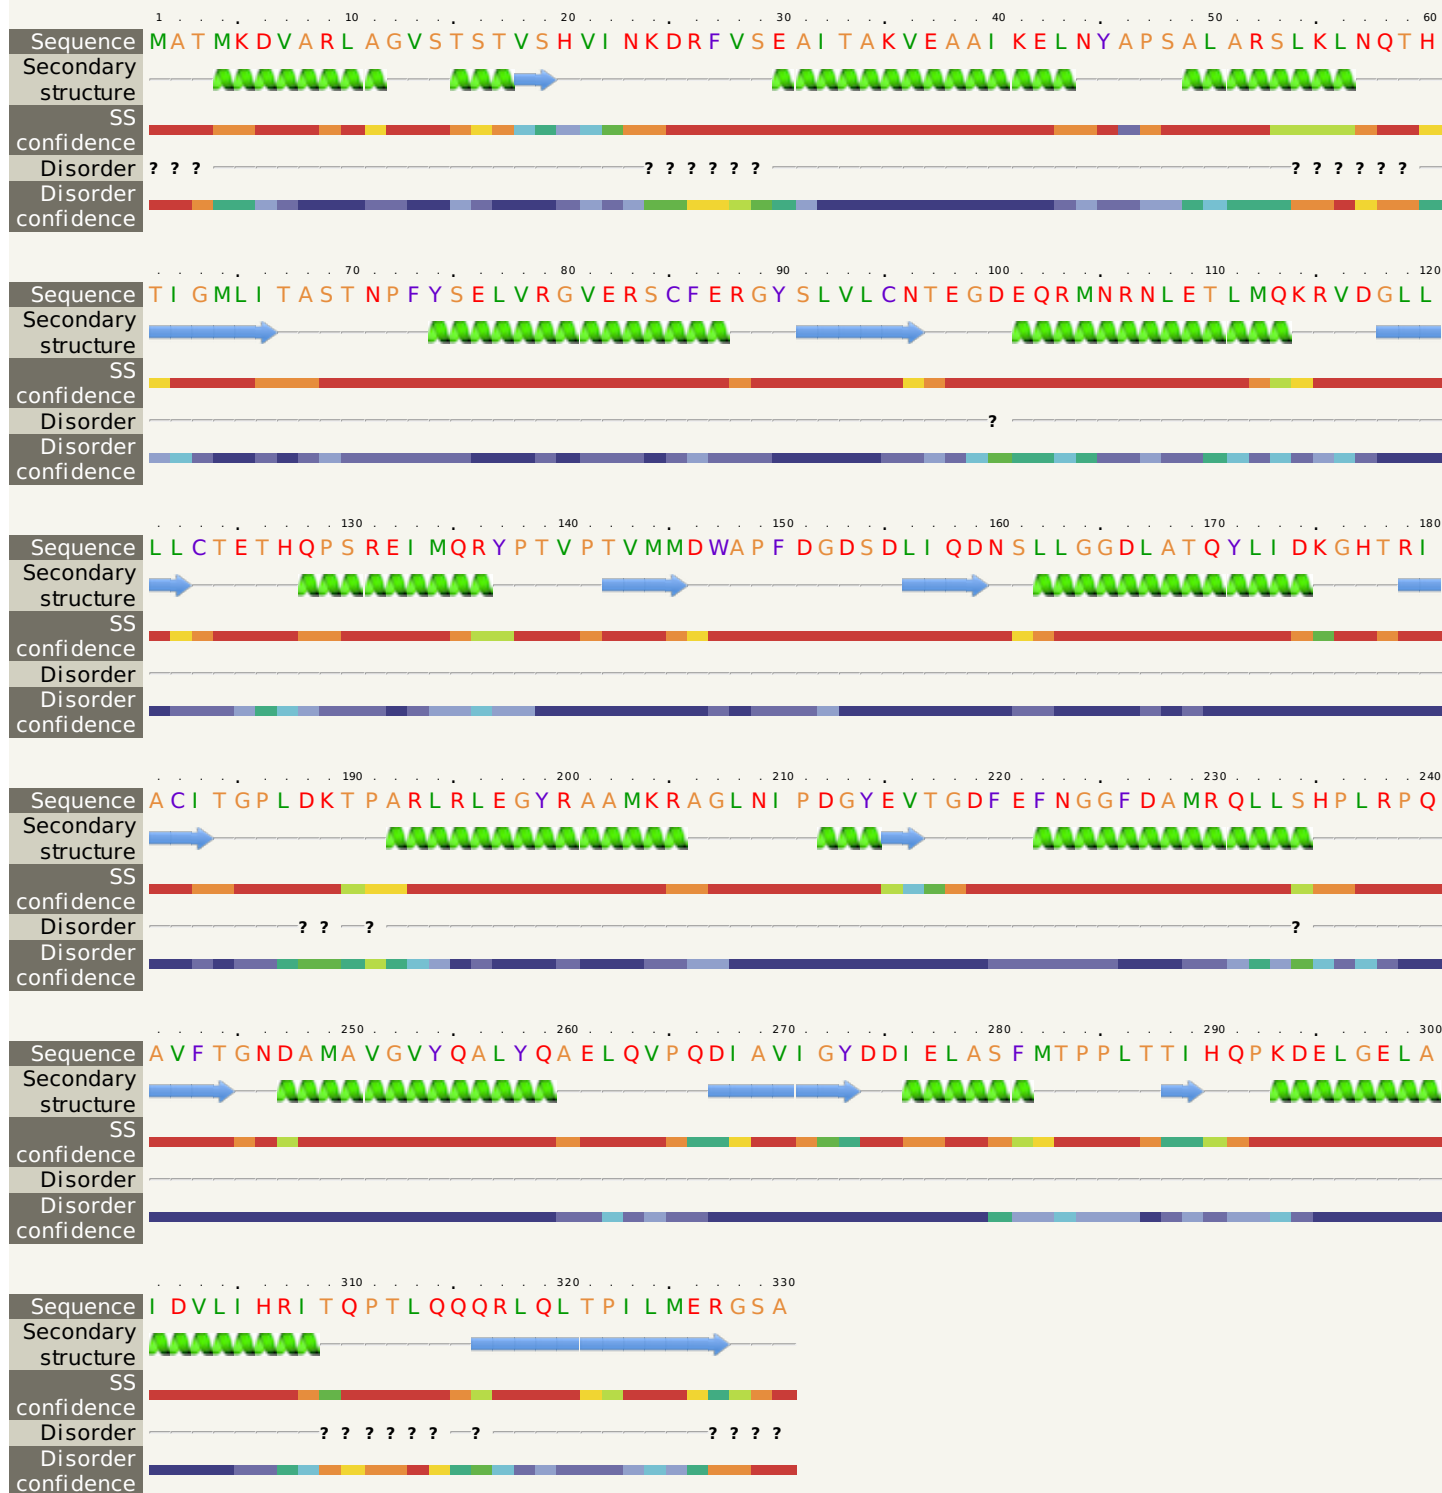 1 . . . . . . . . 10 . . . . . . . . . 20 . . . . . . . . . 30 . . . . . . . . . 40 . . . . . . . . . 50 . . . . . . . . . 60
Sequence MATMKDVARLAGVSTSTVSHVINKDRFVSEAITAKVEAAIKELNYAPSALARSLKLNQTH
Secondary
structure
SS
confidence
Disorder ? ? ? ? ? ? ? ? ? ? ? ? ? ? ?
Disorder
confidence
. . . . . . . . . 70 . . . . . . . . . 80 . . . . . . . . . 90 . . . . . . . . . 100 . . . . . . . . . 110 . . . . . . . . . 120
Sequence TIGMLITASTNPFYSELVRGVERSCFERGYSLVLCNTEGDEQRMNRNLETLMQKRVDGLL
Secondary
structure
SS
confidence
Disorder ?
Disorder
confidence
. . . . . . . . . 130 . . . . . . . . . 140 . . . . . . . . . 150 . . . . . . . . . 160 . . . . . . . . . 170 . . . . . . . . . 180
Sequence LLCTETHQPSREIMQRYPTVPTVMMDWAPFDGDSDLIQDNSLLGGDLATQYLIDKGHTRI
Secondary
structure
SS
confidence
Disorder
Disorder
confidence
. . . . . . . . . 190 . . . . . . . . . 200 . . . . . . . . . 210 . . . . . . . . . 220 . . . . . . . . . 230 . . . . . . . . . 240
Sequence ACITGPLDKTPARLRLEGYRAAMKRAGLNIPDGYEVTGDFEFNGGFDAMRQLLSHPLRPQ
Secondary
structure
SS
confidence
Disorder ? ? ? ?
Disorder
confidence
. . . . . . . . . 250 . . . . . . . . . 260 . . . . . . . . . 270 . . . . . . . . . 280 . . . . . . . . . 290 . . . . . . . . . 300
Sequence AVFTGNDAMAVGVYQALYQAELQVPQDIAVIGYDDIELASFMTPPLTTIHQPKDELGELA
Secondary
structure
SS
confidence
Disorder
Disorder
confidence
. . . . . . . . . 310 . . . . . . . . . 320 . . . . . . . . . 330
Sequence IDVLIHRITQPTLQQQRLQLTPILMERGSA
Secondary
structure
SS
confidence
Disorder ? ? ? ? ? ? ? ? ? ? ?
Disorder
confidence